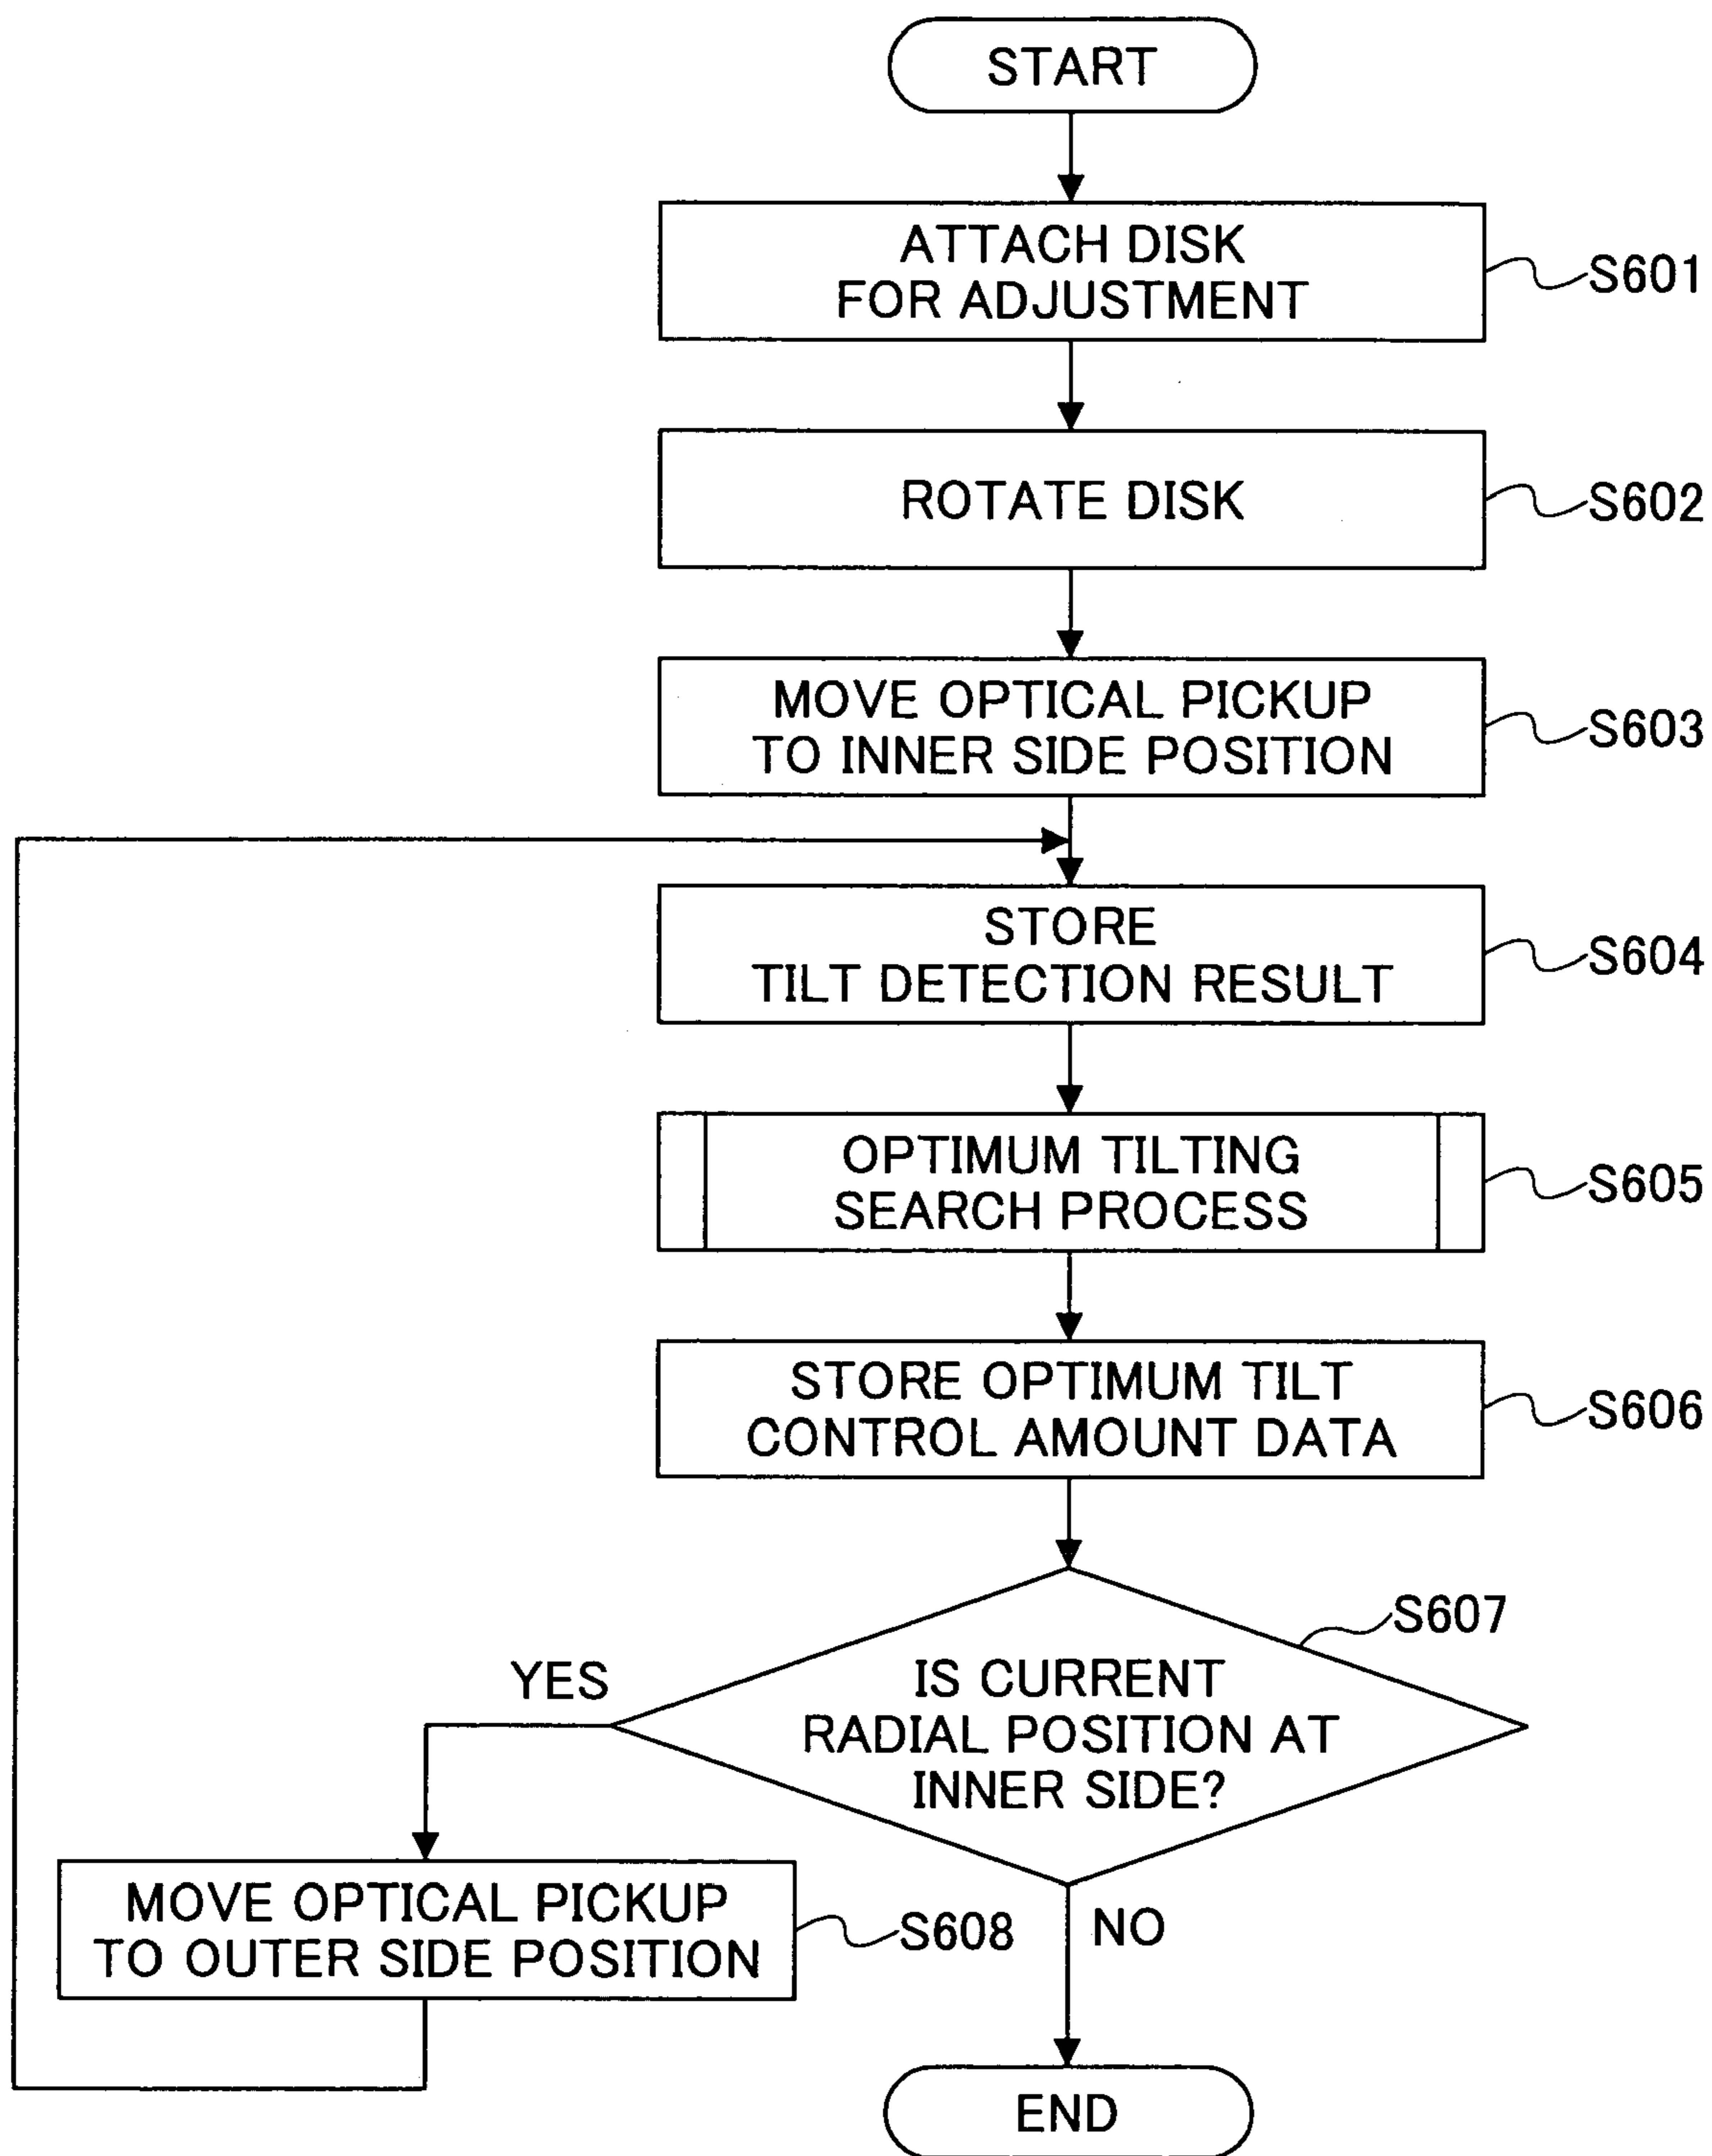 START
ATTACH DISK
FOR ADJUSTMENT
S601
ROTATE DISK
S602
MOVE OPTICAL PICKUP
TO INNER SIDE POSITION
S603
STORE
TILT DETECTION RESULT
S604
OPTIMUM TILTING
SEARCH PROCESS
S605
STORE OPTIMUM TILT
CONTROL AMOUNT DATA
S606
S607
IS CURRENT
RADIAL POSITION AT
INNER SIDE?
YES
MOVE OPTICAL PICKUP
TO OUTER SIDE POSITION
S608
NO
END